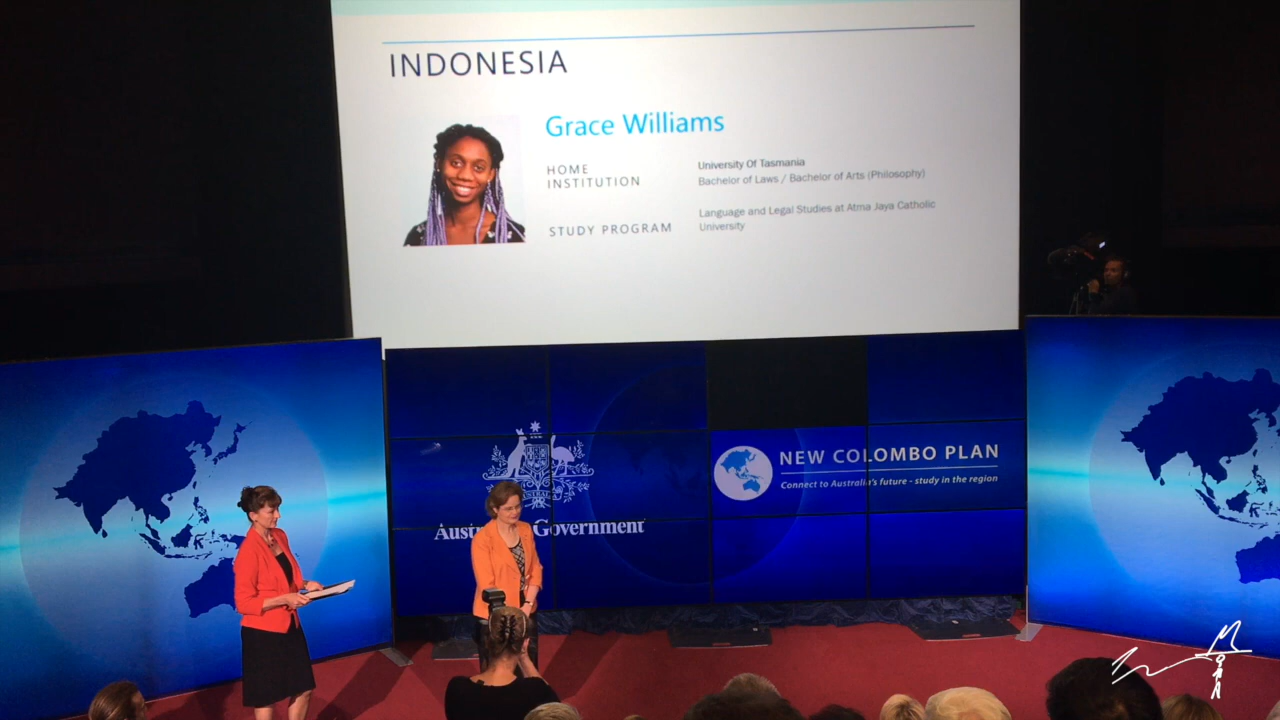 INDONESIA
Grace Williams
HOME
INSTITUTION
University Of Tasmania
Bachelor of Laws / Bachelor of Arts (Philosophy)
STUDY PROGRAM
Language and Legal Studies at Atma Jaya Catholic
University
NEW COLOMBO PLAN
Connect to Australia's future - study in the region
Government